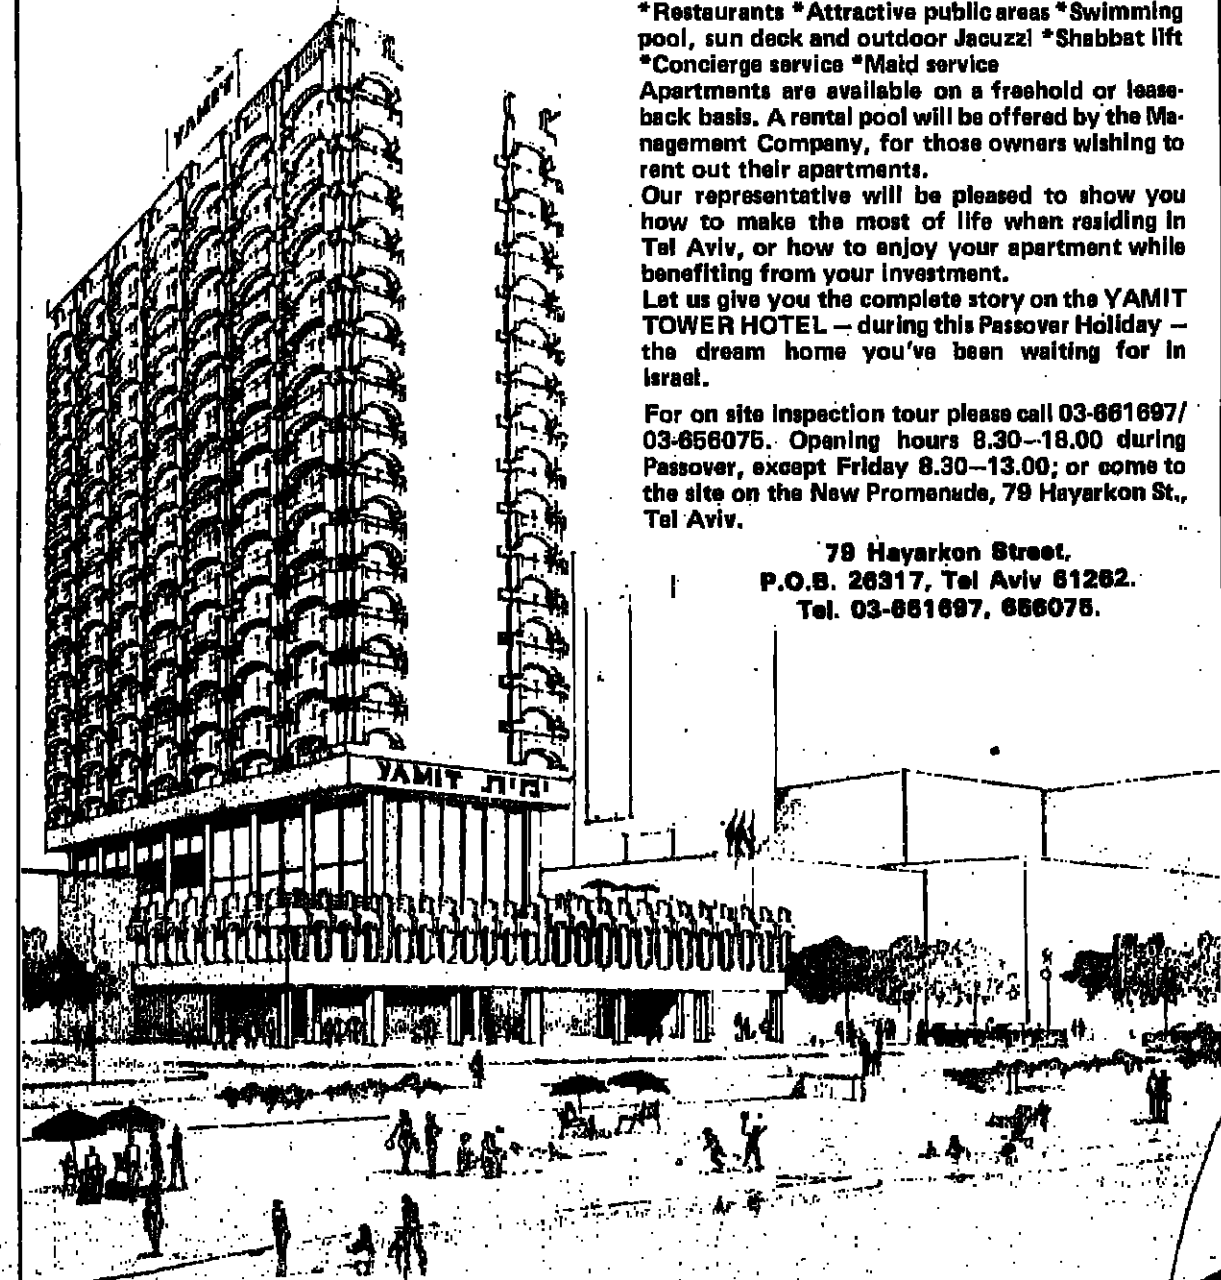 *Restaurants *Attractive public areas *Swimming
pool, sun deck and outdoor Jacuzzi *Shabbat lift
*Concierge service *Maid service
Apartments are available on a freehold or lease-
back basis. A rental pool will be offered by the Ma-
nagement Company, for those owners wishing to
rent out their apartments.
Our representative will be pleased to show you
how to make the most of life when residing in
Tel Aviv, or how to enjoy your apartment while
benefiting from your investment.
Let us give you the complete story on the YAMIT
TOWER HOTEL — during this Passover Holiday —
the dream home you've been waiting for in
Israel.
For on site inspection tour please call 03-661697/
03-656075. Opening hours 8.30—18.00 during
Passover, except Friday 8.30—13.00; or come to
the site on the New Promenade, 79 Hayarkon St.,
Tel Aviv.
79 Hayarkon Street,
P.O.B. 26317, Tel Aviv 61262.
Tel. 03-661697, 656075.
YAMIT
YAMIT ימית